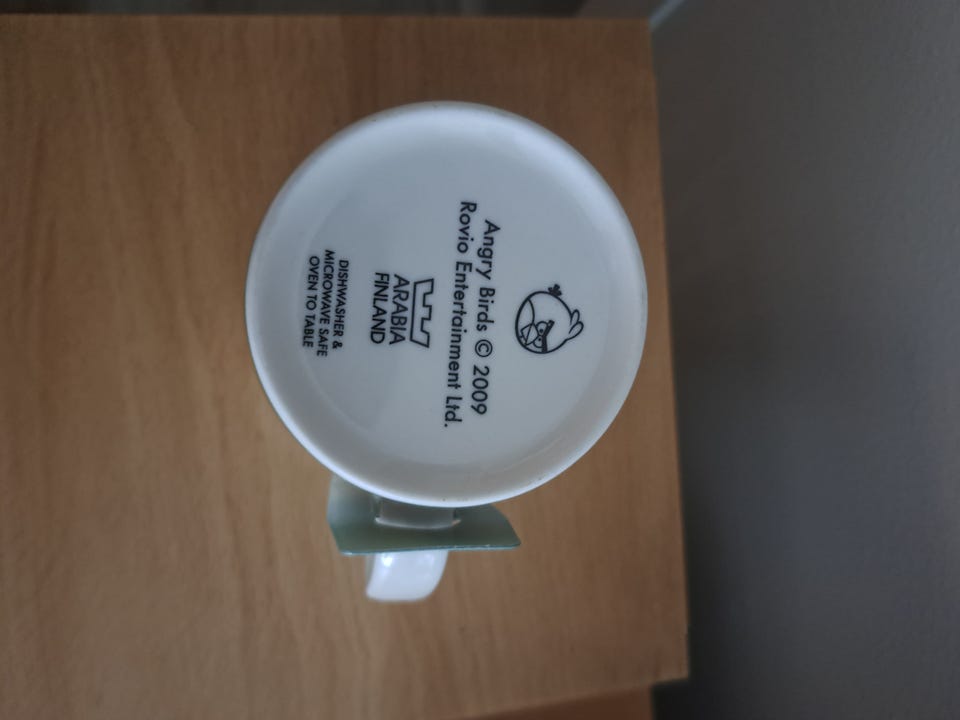 Angry Birds © 2009
Rovio Entertainment Ltd.
ARABIA
FINLAND
DISHWASHER &
MICROWAVE SAFE
OVEN TO TABLE